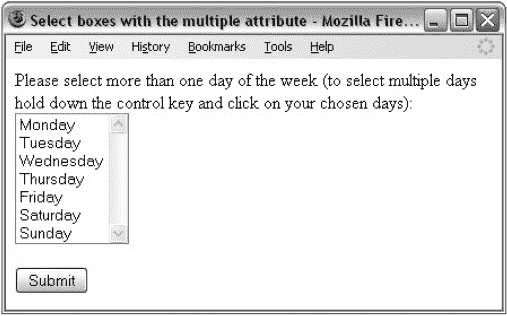 Select boxes with the multiple attribute - Mozilla Fire...
File Edit View History Bookmarks Tools Help
Please select more than one day of the week (to select multiple days
hold down the control key and click on your chosen days):
Monday
Tuesday
Wednesday
Thursday
Friday
Saturday
Sunday
Submit